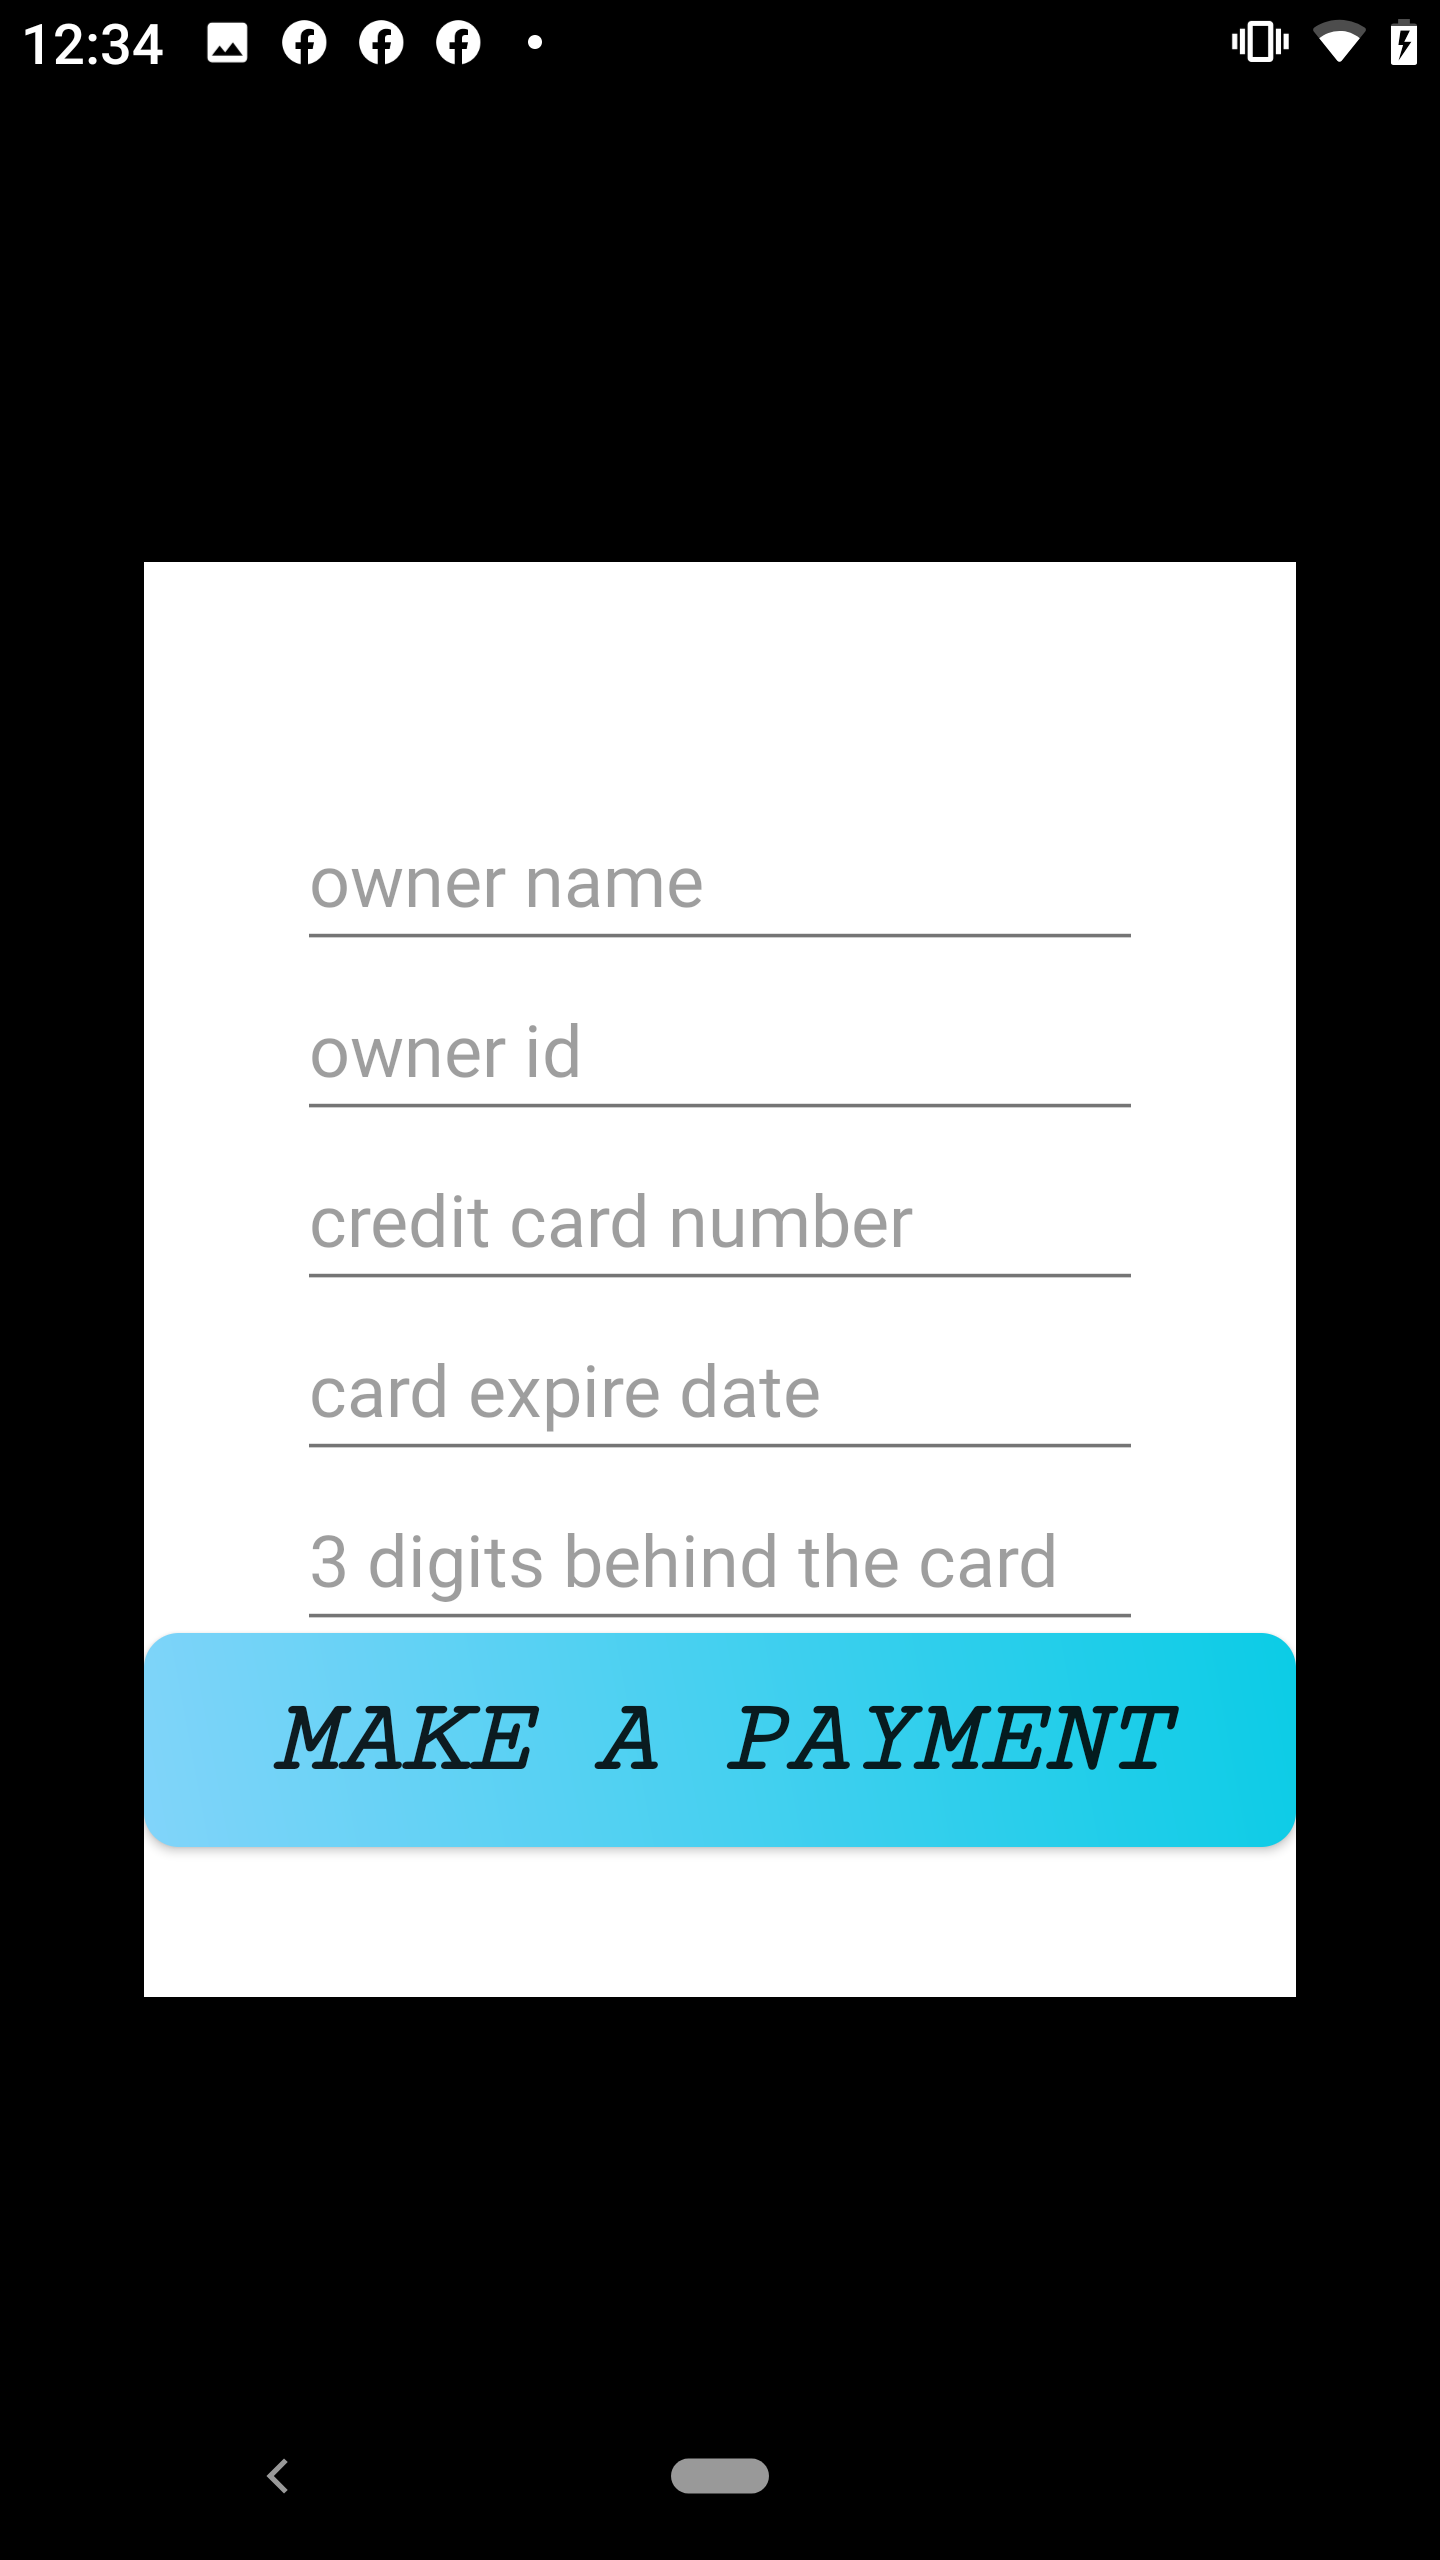 12:34
owner name
owner id
credit card number
card expire date
3 digits behind the card
MAKE A PAYMENT